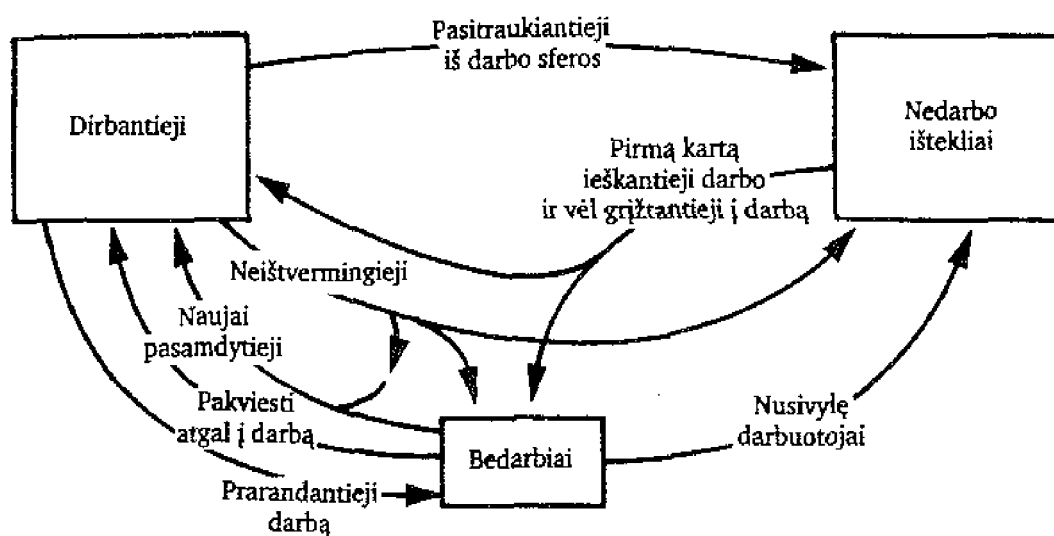 Pasitraukiantieji
iš darbo sferos
Dirbantieji
Nedarbo
ištekliai
Pirmą kartą
ieškantieji darbo
ir vėl grįžtantieji į darbą
Neištvermingieji
Naujai
pasamdytieji
Pakviesti
atgal į darbą
Nusivylę
darbuotojai
Bedarbiai
Prarandantieji
darbą